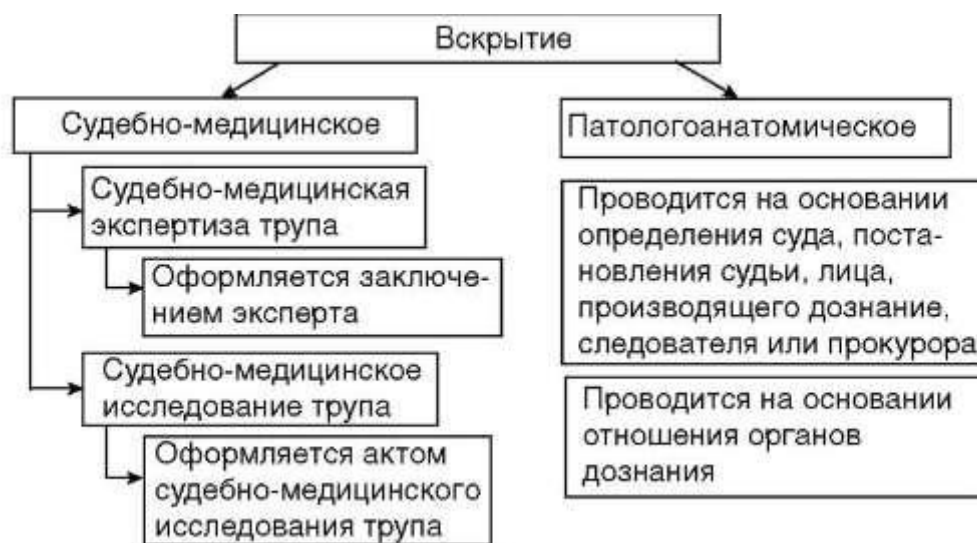 Вскрытие
Судебно-медицинское
Судебно-медицинская
экспертиза трупа
Оформляется заключе-
нием эксперта
Судебно-медицинское
исследование трупа
Оформляется актом
судебно-медицинского
исследования трупа
Патологоанатомическое
Проводится на основании
определения суда, поста-
новления судьи, лица,
производящего дознание,
следователя или прокурора
Проводится на основании
отношения органов
дознания